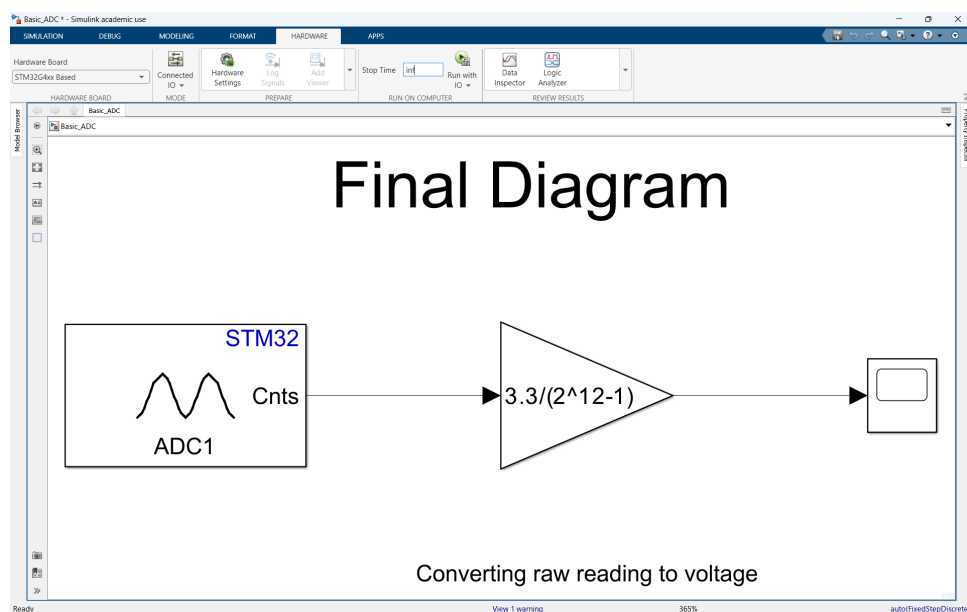 Basic_ADC * - Simulink academic use
SIMULATION DEBUG MODELING FORMAT HARDWARE APPS
Hardware Board
STM32G4xx Based
Connected
IO
Hardware
Settings
Log
Signals
Add
Viewer
Stop Time inf
Run with
IO
Data
Inspector
Logic
Analyzer
HARDWARE BOARD MODE PREPARE RUN ON COMPUTER REVIEW RESULTS
Model Browser
Basic_ADC
Basic_ADC
Property Inspector
Final Diagram
STM32
Cnts
ADC1
3.3/(2^12-1)
Converting raw reading to voltage
Ready View 1 warning 365% auto(FixedStepDiscrete